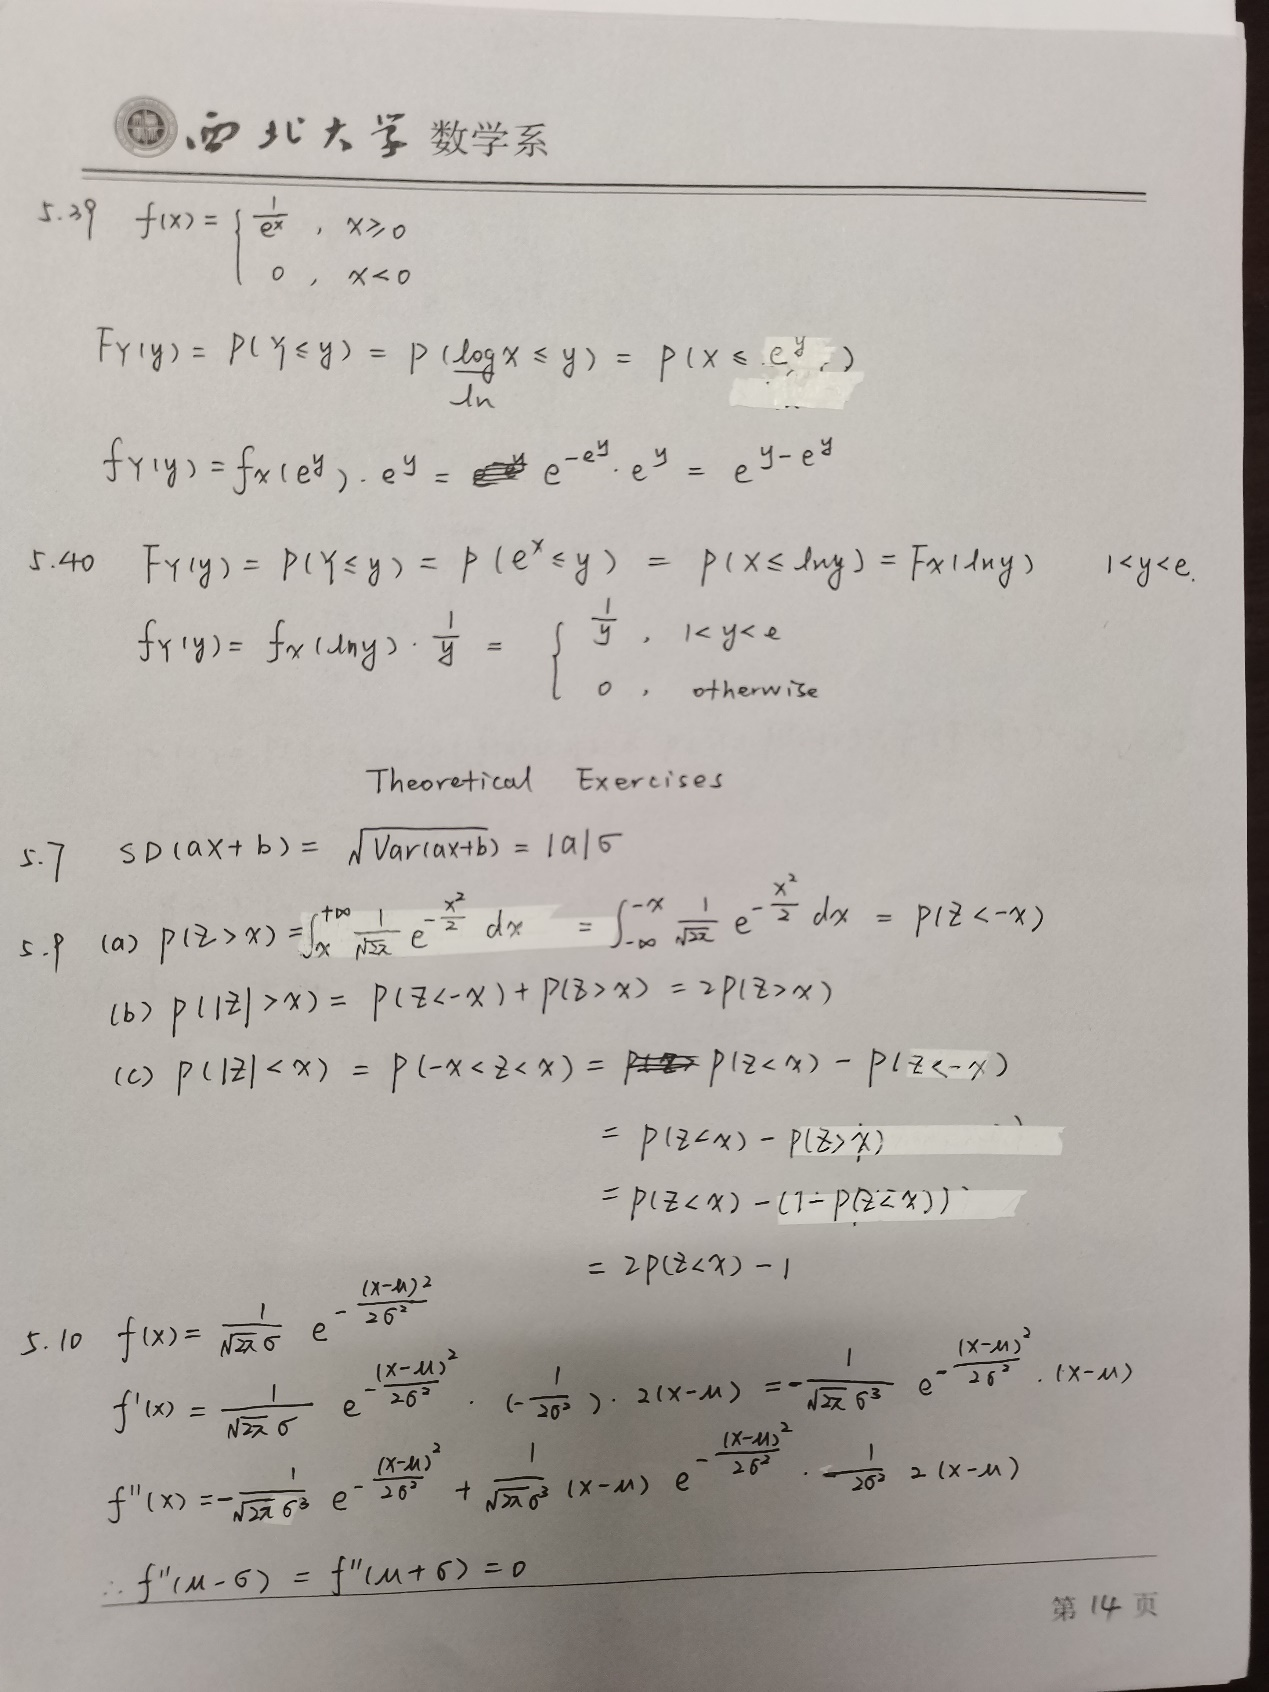 西北大学 数学系
5.39 f(x) = { 1/e^x , x≥0
0 , x<0
F_Y(y) = P(Y≤y) = P(log x ≤ y) = P(X ≤ e^y)
ln
f_Y(y) = f_X(e^y)·e^y = e^{-e^y}·e^y = e^{y-e^y}
5.40 F_Y(y) = P(Y≤y) = P(e^x≤y) = P(X≤lny) = F_X(lny) 1<y<e.
f_Y(y) = f_X(lny)·1/y = { 1/y , 1<y<e
0 , otherwise
Theoretical Exercises
5.7 SD(ax+b) = √Var(ax+b) = |a|σ
5.9 (a) P(Z>x) = ∫_x^{+∞} 1/√2π e^{-x²/2} dx = ∫_{-∞}^{-x} 1/√2π e^{-x²/2} dx = P(Z<-x)
(b) P(|Z|>x) = P(Z<-x)+P(Z>x) = 2P(Z>x)
(c) P(|Z|<x) = P(-x<Z<x) = P(Z<x) - P(Z<-x)
= P(Z<x) - P(Z>x)
= P(Z<x) - (1-P(Z<x))
= 2P(Z<x) - 1
5.10 f(x) = 1/(√2π σ) e^{-(x-μ)²/2σ²}
f'(x) = 1/(√2π σ) e^{-(x-μ)²/2σ²} · (-1/2σ²) · 2(x-μ) = -1/(√2π σ³) e^{-(x-μ)²/2σ²} · (x-μ)
f''(x) = -1/(√2π σ³) e^{-(x-μ)²/2σ²} + 1/(√2π σ³) (x-μ) e^{-(x-μ)²/2σ²} · 1/2σ² 2(x-μ)
∴ f''(μ-σ) = f''(μ+σ) = 0
第 14 页